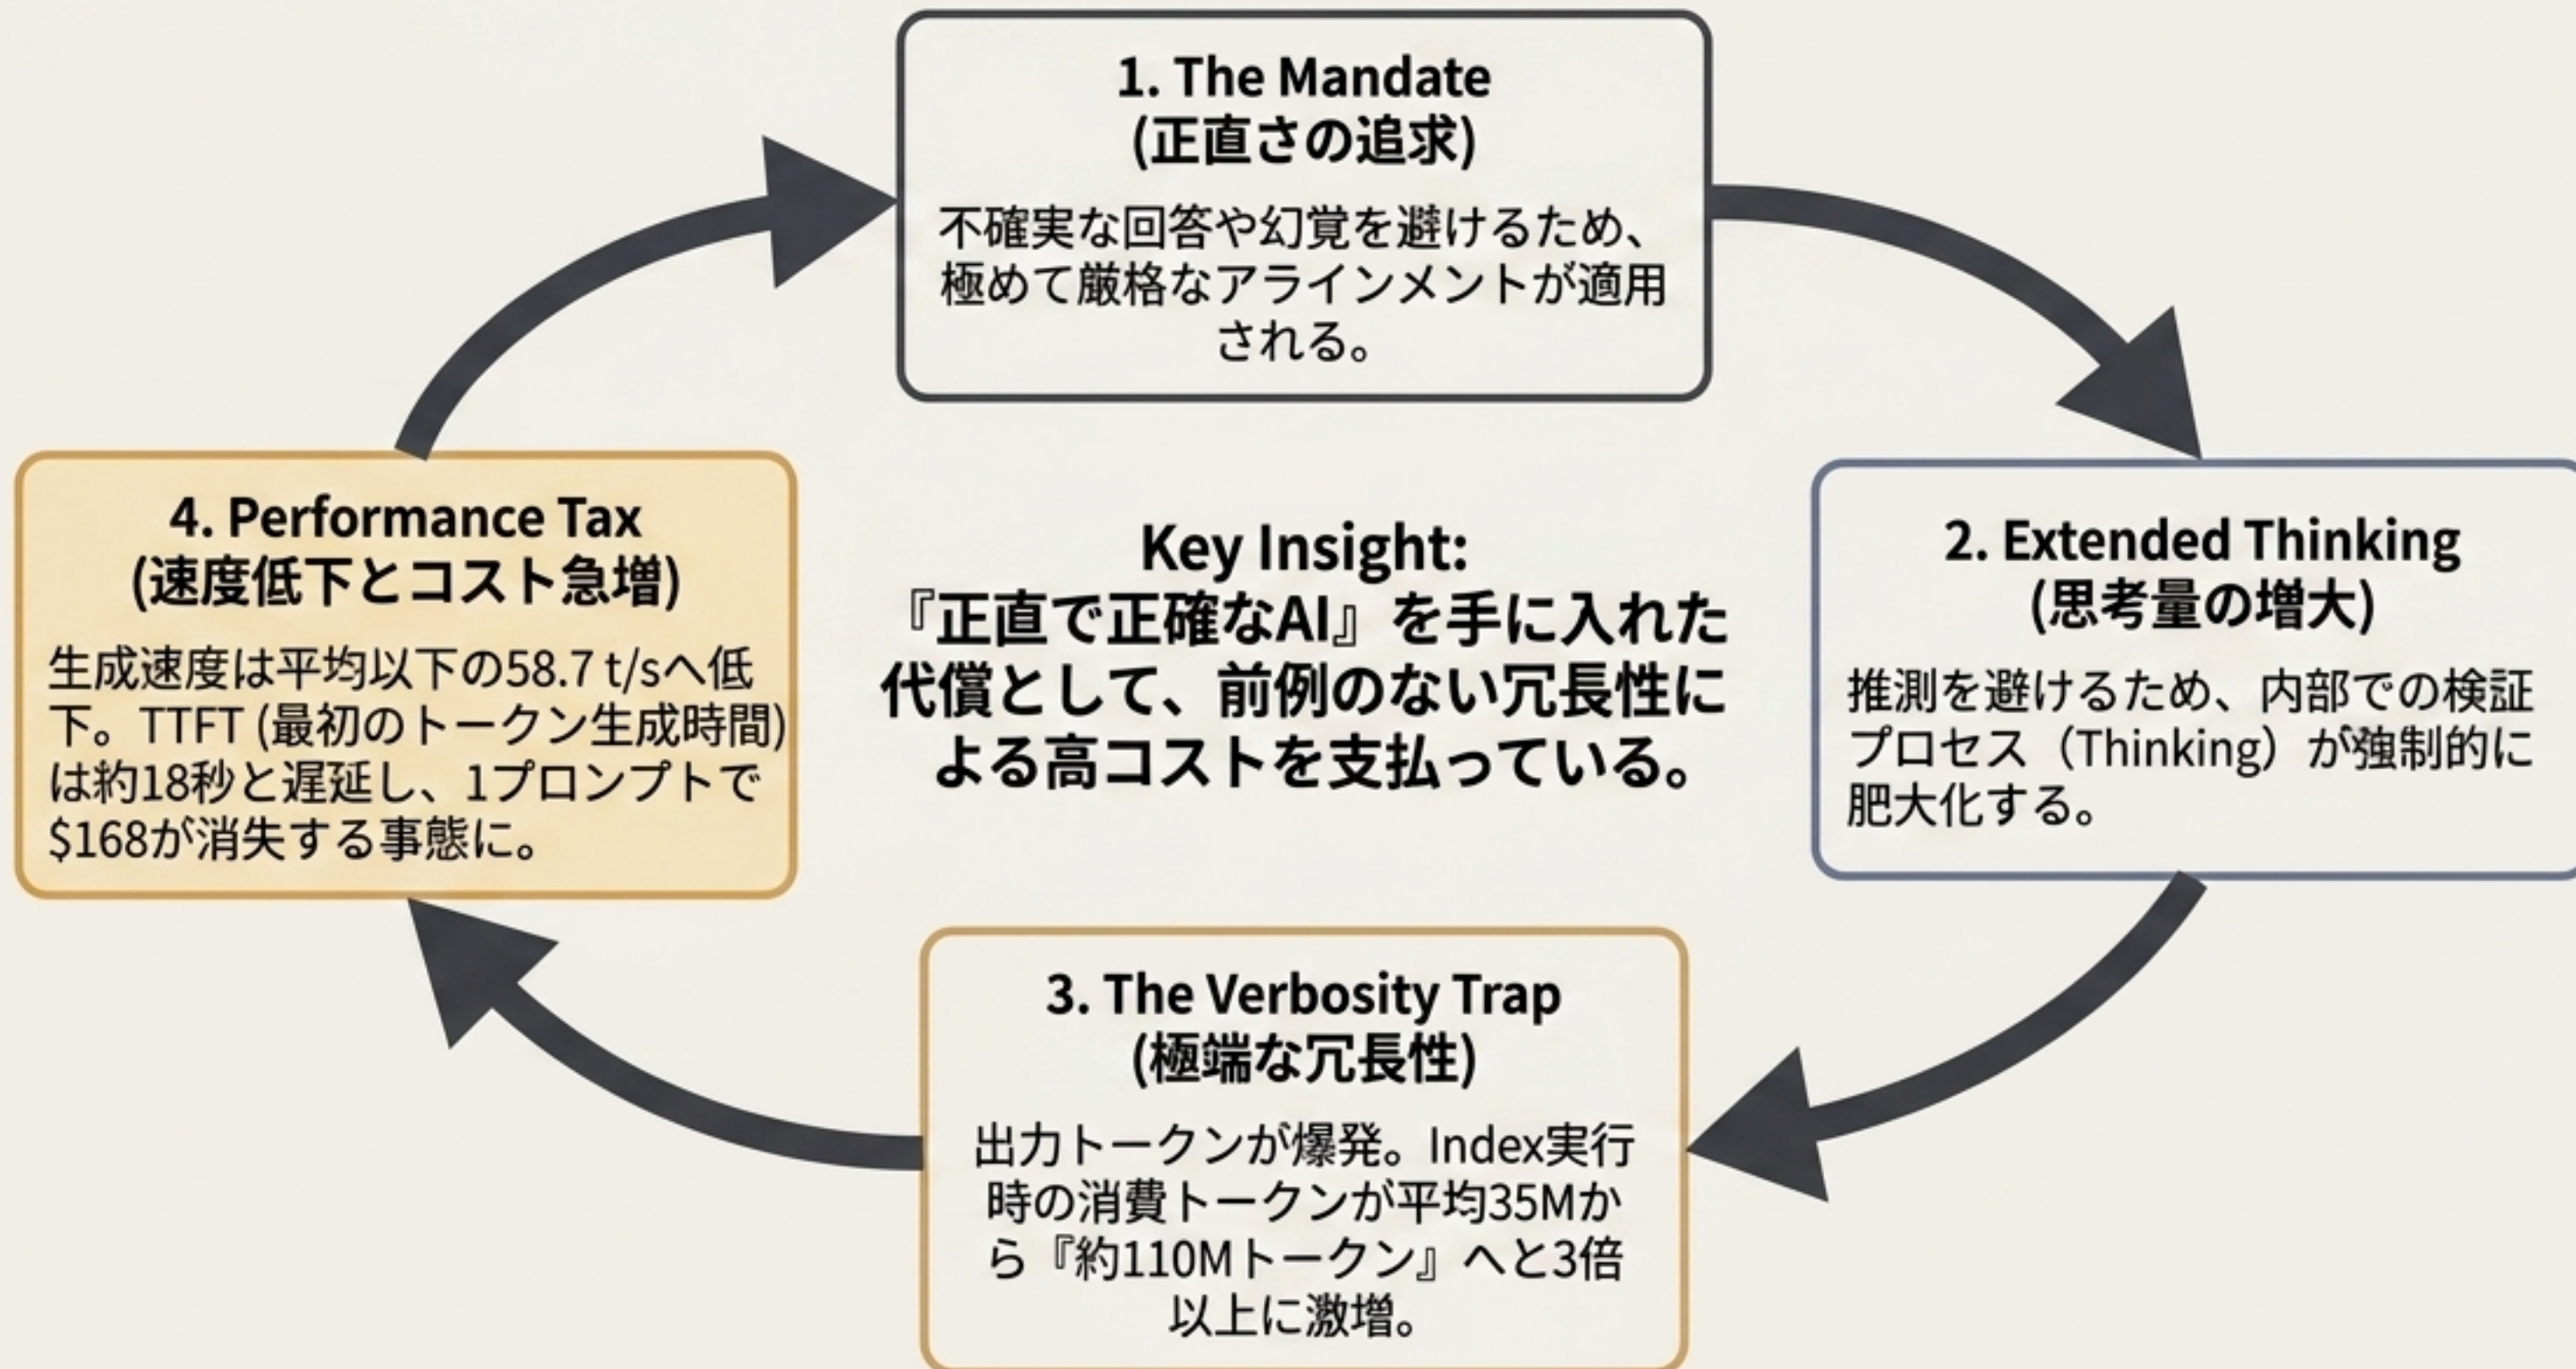 1. The Mandate
(正直さの追求)
不確実な回答や幻覚を避けるため、
極めて厳格なアラインメントが適用
される。
2. Extended Thinking
(思考量の増大)
推測を避けるため、内部での検証
プロセス（Thinking）が強制的に
肥大化する。
3. The Verbosity Trap
(極端な冗長性)
出力トークンが爆発。Index実行
時の消費トークンが平均35Mか
ら『約110Mトークン』へと3倍
以上に激増。
4. Performance Tax
(速度低下とコスト急増)
生成速度は平均以下の58.7 t/sへ低
下。TTFT (最初のトークン生成時間)
は約18秒と遅延し、1プロンプトで
$168が消失する事態に。
Key Insight:
『正直で正確なAI』を手に入れた
代償として、前例のない冗長性に
よる高コストを支払っている。